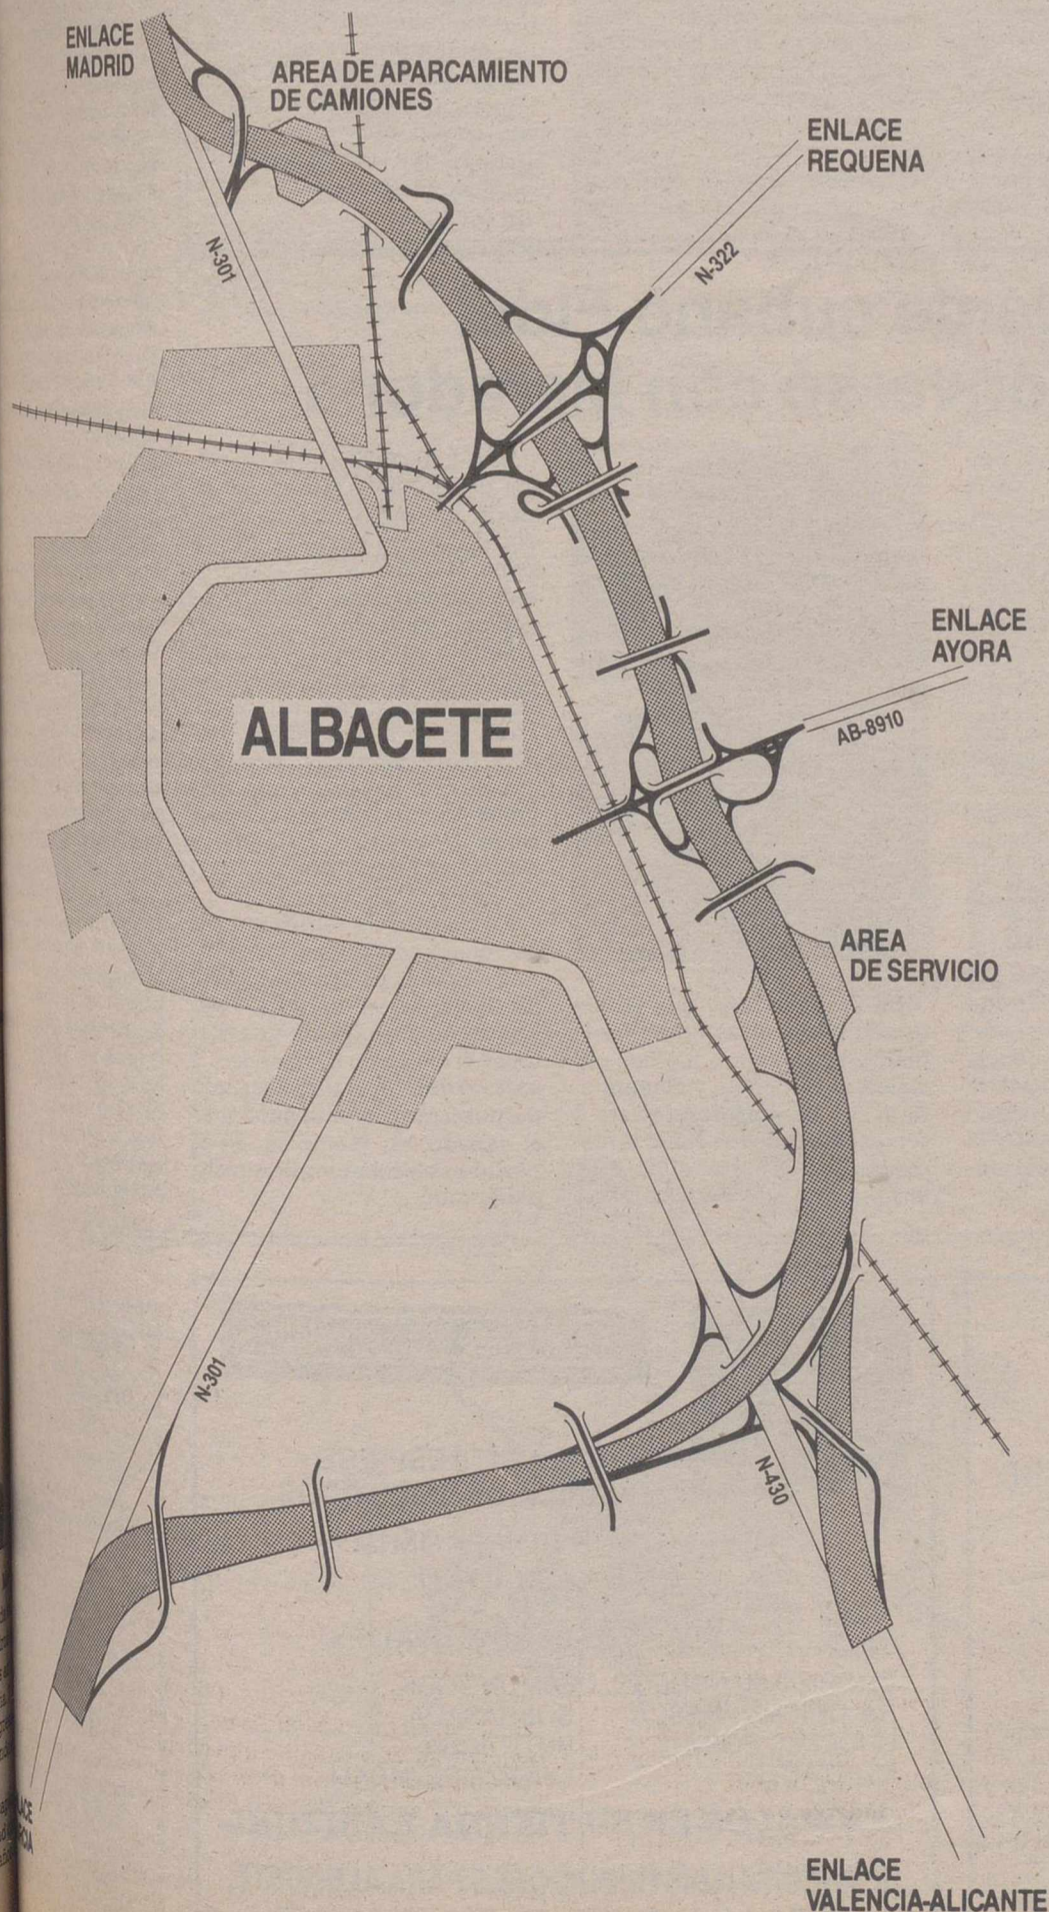 ENLACE
MADRID
AREA DE APARCAMIENTO
DE CAMIONES
ENLACE
REQUENA
N-301
N-322
ENLACE
AYORA
ALBACETE
AB-8910
AREA
DE SERVICIO
N-301
N-430
ENLACE
VALENCIA-ALICANTE